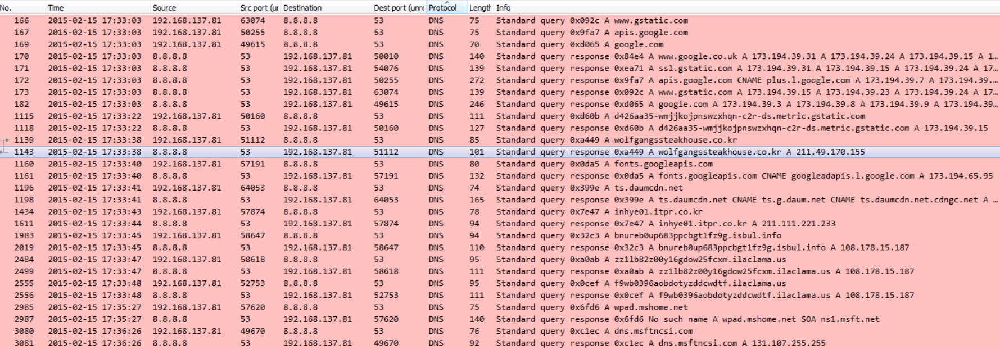 No. Time Source Src port (ur Destination Dest port (unre Protocol Length Info
166 2015-02-15 17:33:03 192.168.137.81 63074 8.8.8.8 53 DNS 75 Standard query 0x092c A www.gstatic.com
167 2015-02-15 17:33:03 192.168.137.81 50255 8.8.8.8 53 DNS 75 Standard query 0x9fa7 A apis.google.com
169 2015-02-15 17:33:03 192.168.137.81 49615 8.8.8.8 53 DNS 70 Standard query 0xd065 A google.com
170 2015-02-15 17:33:03 8.8.8.8 53 192.168.137.81 50010 DNS 140 Standard query response 0x84e4 A www.google.co.uk A 173.194.39.31 A 173.194.39.24 A 173.194.39.15 A 1…
171 2015-02-15 17:33:03 8.8.8.8 53 192.168.137.81 54076 DNS 139 Standard query response 0xea71 A ssl.gstatic.com A 173.194.39.31 A 173.194.39.15 A 173.194.39.24 A 17…
172 2015-02-15 17:33:03 8.8.8.8 53 192.168.137.81 50255 DNS 272 Standard query response 0x9fa7 A apis.google.com CNAME plus.l.google.com A 173.194.39.7 A 173.194.39.…
173 2015-02-15 17:33:03 8.8.8.8 53 192.168.137.81 63074 DNS 139 Standard query response 0x092c A www.gstatic.com A 173.194.39.15 A 173.194.39.23 A 173.194.39.24 A 17…
182 2015-02-15 17:33:03 8.8.8.8 53 192.168.137.81 49615 DNS 246 Standard query response 0xd065 A google.com A 173.194.39.3 A 173.194.39.8 A 173.194.39.9 A 173.194.39…
1115 2015-02-15 17:33:22 192.168.137.81 50160 8.8.8.8 53 DNS 111 Standard query 0xd60b A d426aa35-wmjjkojpnswzxhqn-c2r-ds.metric.gstatic.com
1118 2015-02-15 17:33:22 8.8.8.8 53 192.168.137.81 50160 DNS 127 Standard query response 0xd60b A d426aa35-wmjjkojpnswzxhqn-c2r-ds.metric.gstatic.com A 173.194.39.15
1139 2015-02-15 17:33:38 192.168.137.81 51112 8.8.8.8 53 DNS 85 Standard query 0xa449 A wolfgangssteakhouse.co.kr
1143 2015-02-15 17:33:38 8.8.8.8 53 192.168.137.81 51112 DNS 101 Standard query response 0xa449 A wolfgangssteakhouse.co.kr A 211.49.170.155
1160 2015-02-15 17:33:40 192.168.137.81 57191 8.8.8.8 53 DNS 80 Standard query 0x0da5 A fonts.googleapis.com
1161 2015-02-15 17:33:40 8.8.8.8 53 192.168.137.81 57191 DNS 132 Standard query response 0x0da5 A fonts.googleapis.com CNAME googleadapis.l.google.com A 173.194.65.95
1196 2015-02-15 17:33:41 192.168.137.81 64053 8.8.8.8 53 DNS 74 Standard query 0x399e A ts.daumcdn.net
1198 2015-02-15 17:33:41 8.8.8.8 53 192.168.137.81 64053 DNS 165 Standard query response 0x399e A ts.daumcdn.net CNAME ts.g.daum.net CNAME ts.daumcdn.net.cdngc.net A …
1434 2015-02-15 17:33:43 192.168.137.81 57874 8.8.8.8 53 DNS 78 Standard query 0x7e47 A inhye01.itpr.co.kr
1611 2015-02-15 17:33:44 8.8.8.8 53 192.168.137.81 57874 DNS 94 Standard query response 0x7e47 A inhye01.itpr.co.kr A 211.111.221.233
1983 2015-02-15 17:33:45 192.168.137.81 58647 8.8.8.8 53 DNS 94 Standard query 0x32c3 A bnureb0up683ppcbgt1fz9g.isbul.info
2019 2015-02-15 17:33:45 8.8.8.8 53 192.168.137.81 58647 DNS 110 Standard query response 0x32c3 A bnureb0up683ppcbgt1fz9g.isbul.info A 108.178.15.187
2484 2015-02-15 17:33:47 192.168.137.81 58618 8.8.8.8 53 DNS 95 Standard query 0xa0ab A zz1lb82z00y16gdow25fcxm.ilaclama.us
2499 2015-02-15 17:33:47 8.8.8.8 53 192.168.137.81 58618 DNS 111 Standard query response 0xa0ab A zz1lb82z00y16gdow25fcxm.ilaclama.us A 108.178.15.187
2555 2015-02-15 17:33:48 192.168.137.81 52753 8.8.8.8 53 DNS 95 Standard query 0x0cef A f9wb0396aobdotyzddcwdtf.ilaclama.us
2556 2015-02-15 17:33:48 8.8.8.8 53 192.168.137.81 52753 DNS 111 Standard query response 0x0cef A f9wb0396aobdotyzddcwdtf.ilaclama.us A 108.178.15.187
2985 2015-02-15 17:35:27 192.168.137.81 57620 8.8.8.8 53 DNS 75 Standard query 0x6fd6 A wpad.mshome.net
2987 2015-02-15 17:35:27 8.8.8.8 53 192.168.137.81 57620 DNS 140 Standard query response 0x6fd6 No such name A wpad.mshome.net SOA ns1.msft.net
3080 2015-02-15 17:36:26 192.168.137.81 49670 8.8.8.8 53 DNS 76 Standard query 0xc1ec A dns.msftncsi.com
3081 2015-02-15 17:36:26 8.8.8.8 53 192.168.137.81 49670 DNS 92 Standard query response 0xc1ec A dns.msftncsi.com A 131.107.255.255